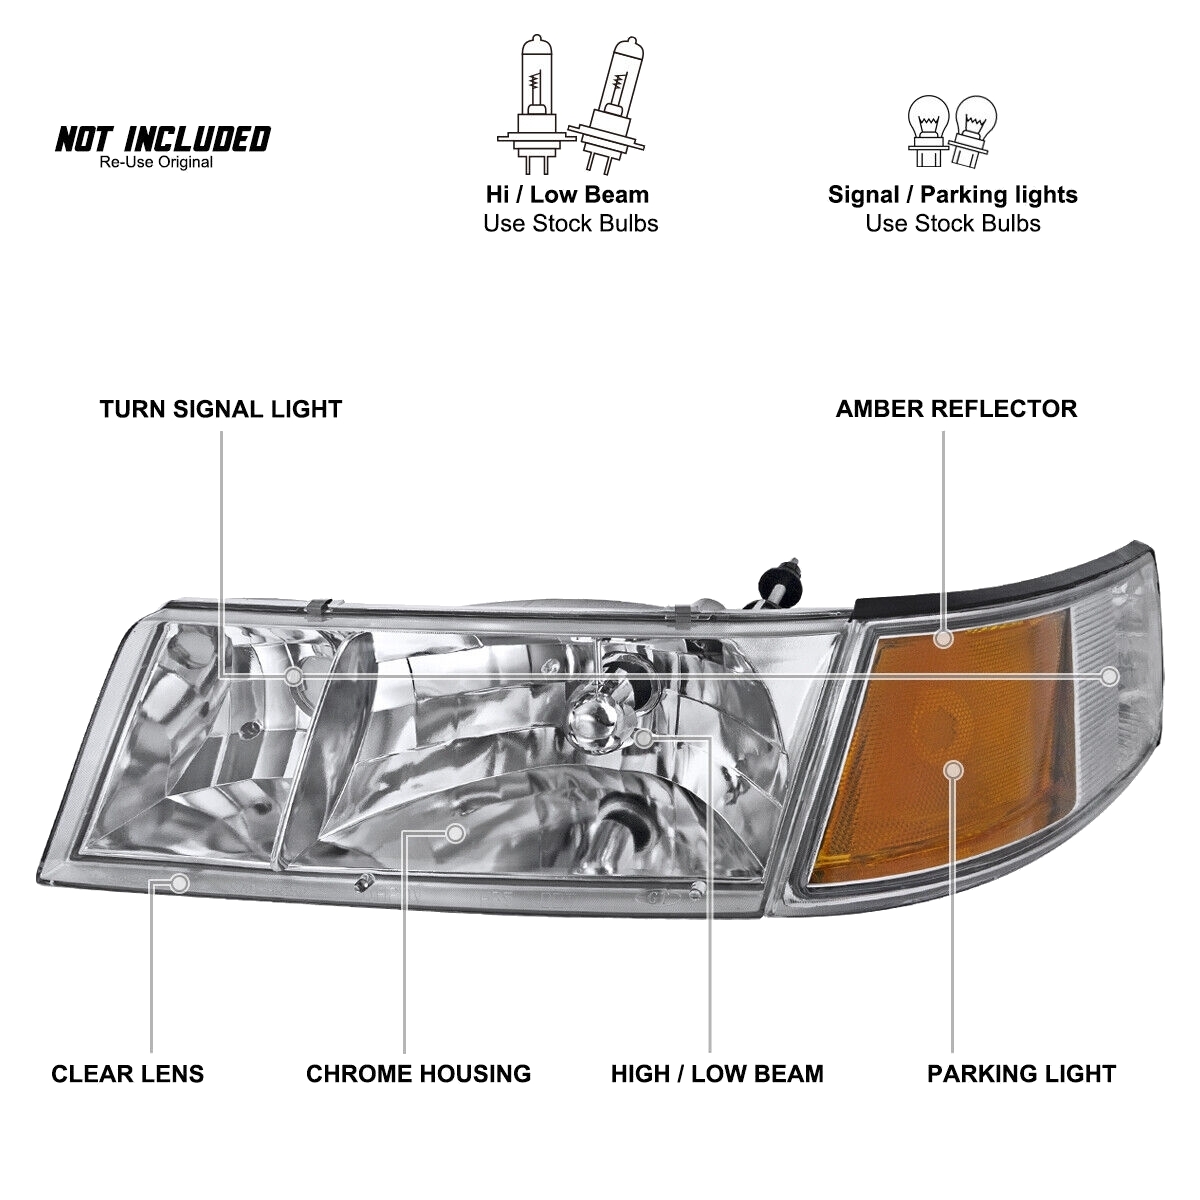 NOT INCLUDED
Re-Use Original
Hi / Low Beam
Use Stock Bulbs
Signal / Parking lights
Use Stock Bulbs
TURN SIGNAL LIGHT
AMBER REFLECTOR
CLEAR LENS
CHROME HOUSING
HIGH / LOW BEAM
PARKING LIGHT